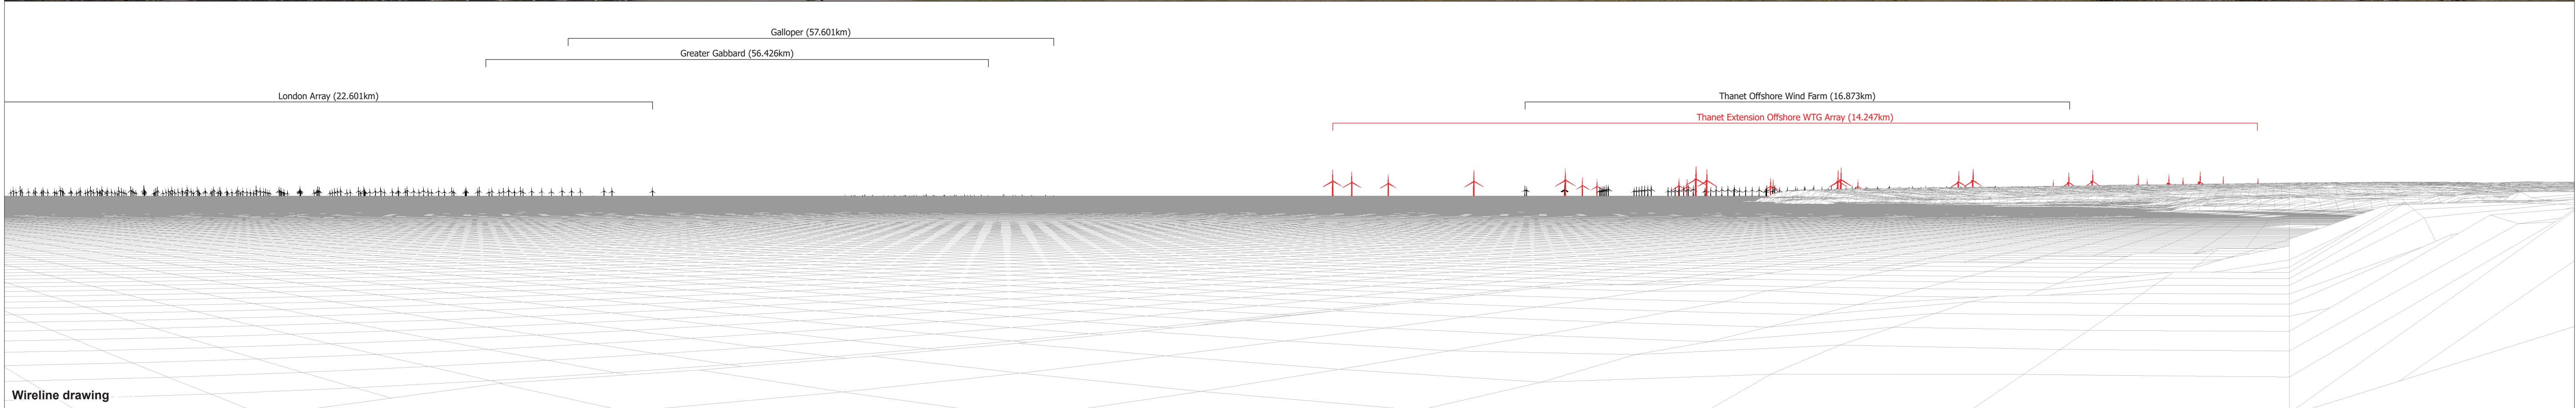 Galloper (57.601km)
Greater Gabbard (56.426km)
London Array (22.601km)
Thanet Offshore Wind Farm (16.873km)
Thanet Extension Offshore WTG Array (14.247km)
Wireline drawing